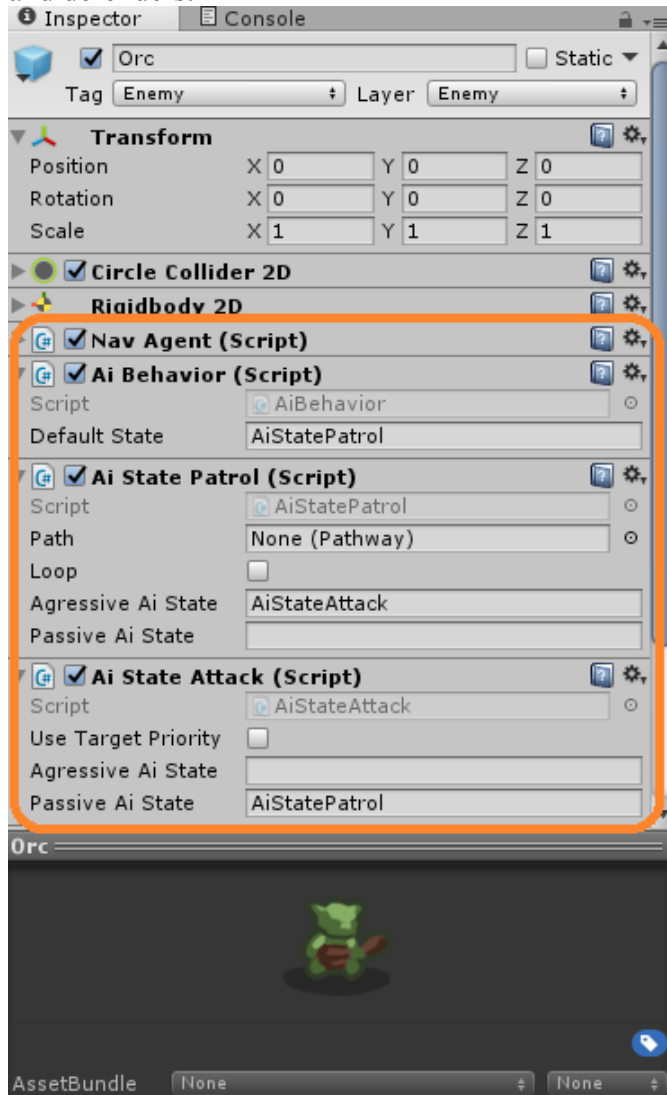 Inspector Console
Orc Static
Tag Enemy Layer Enemy
Transform
Position X 0 Y 0 Z 0
Rotation X 0 Y 0 Z 0
Scale X 1 Y 1 Z 1
Circle Collider 2D
Rigidbody 2D
Nav Agent (Script)
Ai Behavior (Script)
Script AiBehavior
Default State AiStatePatrol
Ai State Patrol (Script)
Script AiStatePatrol
Path None (Pathway)
Loop
Agressive Ai State AiStateAttack
Passive Ai State
Ai State Attack (Script)
Script AiStateAttack
Use Target Priority
Agressive Ai State
Passive Ai State AiStatePatrol
Orc
AssetBundle None None